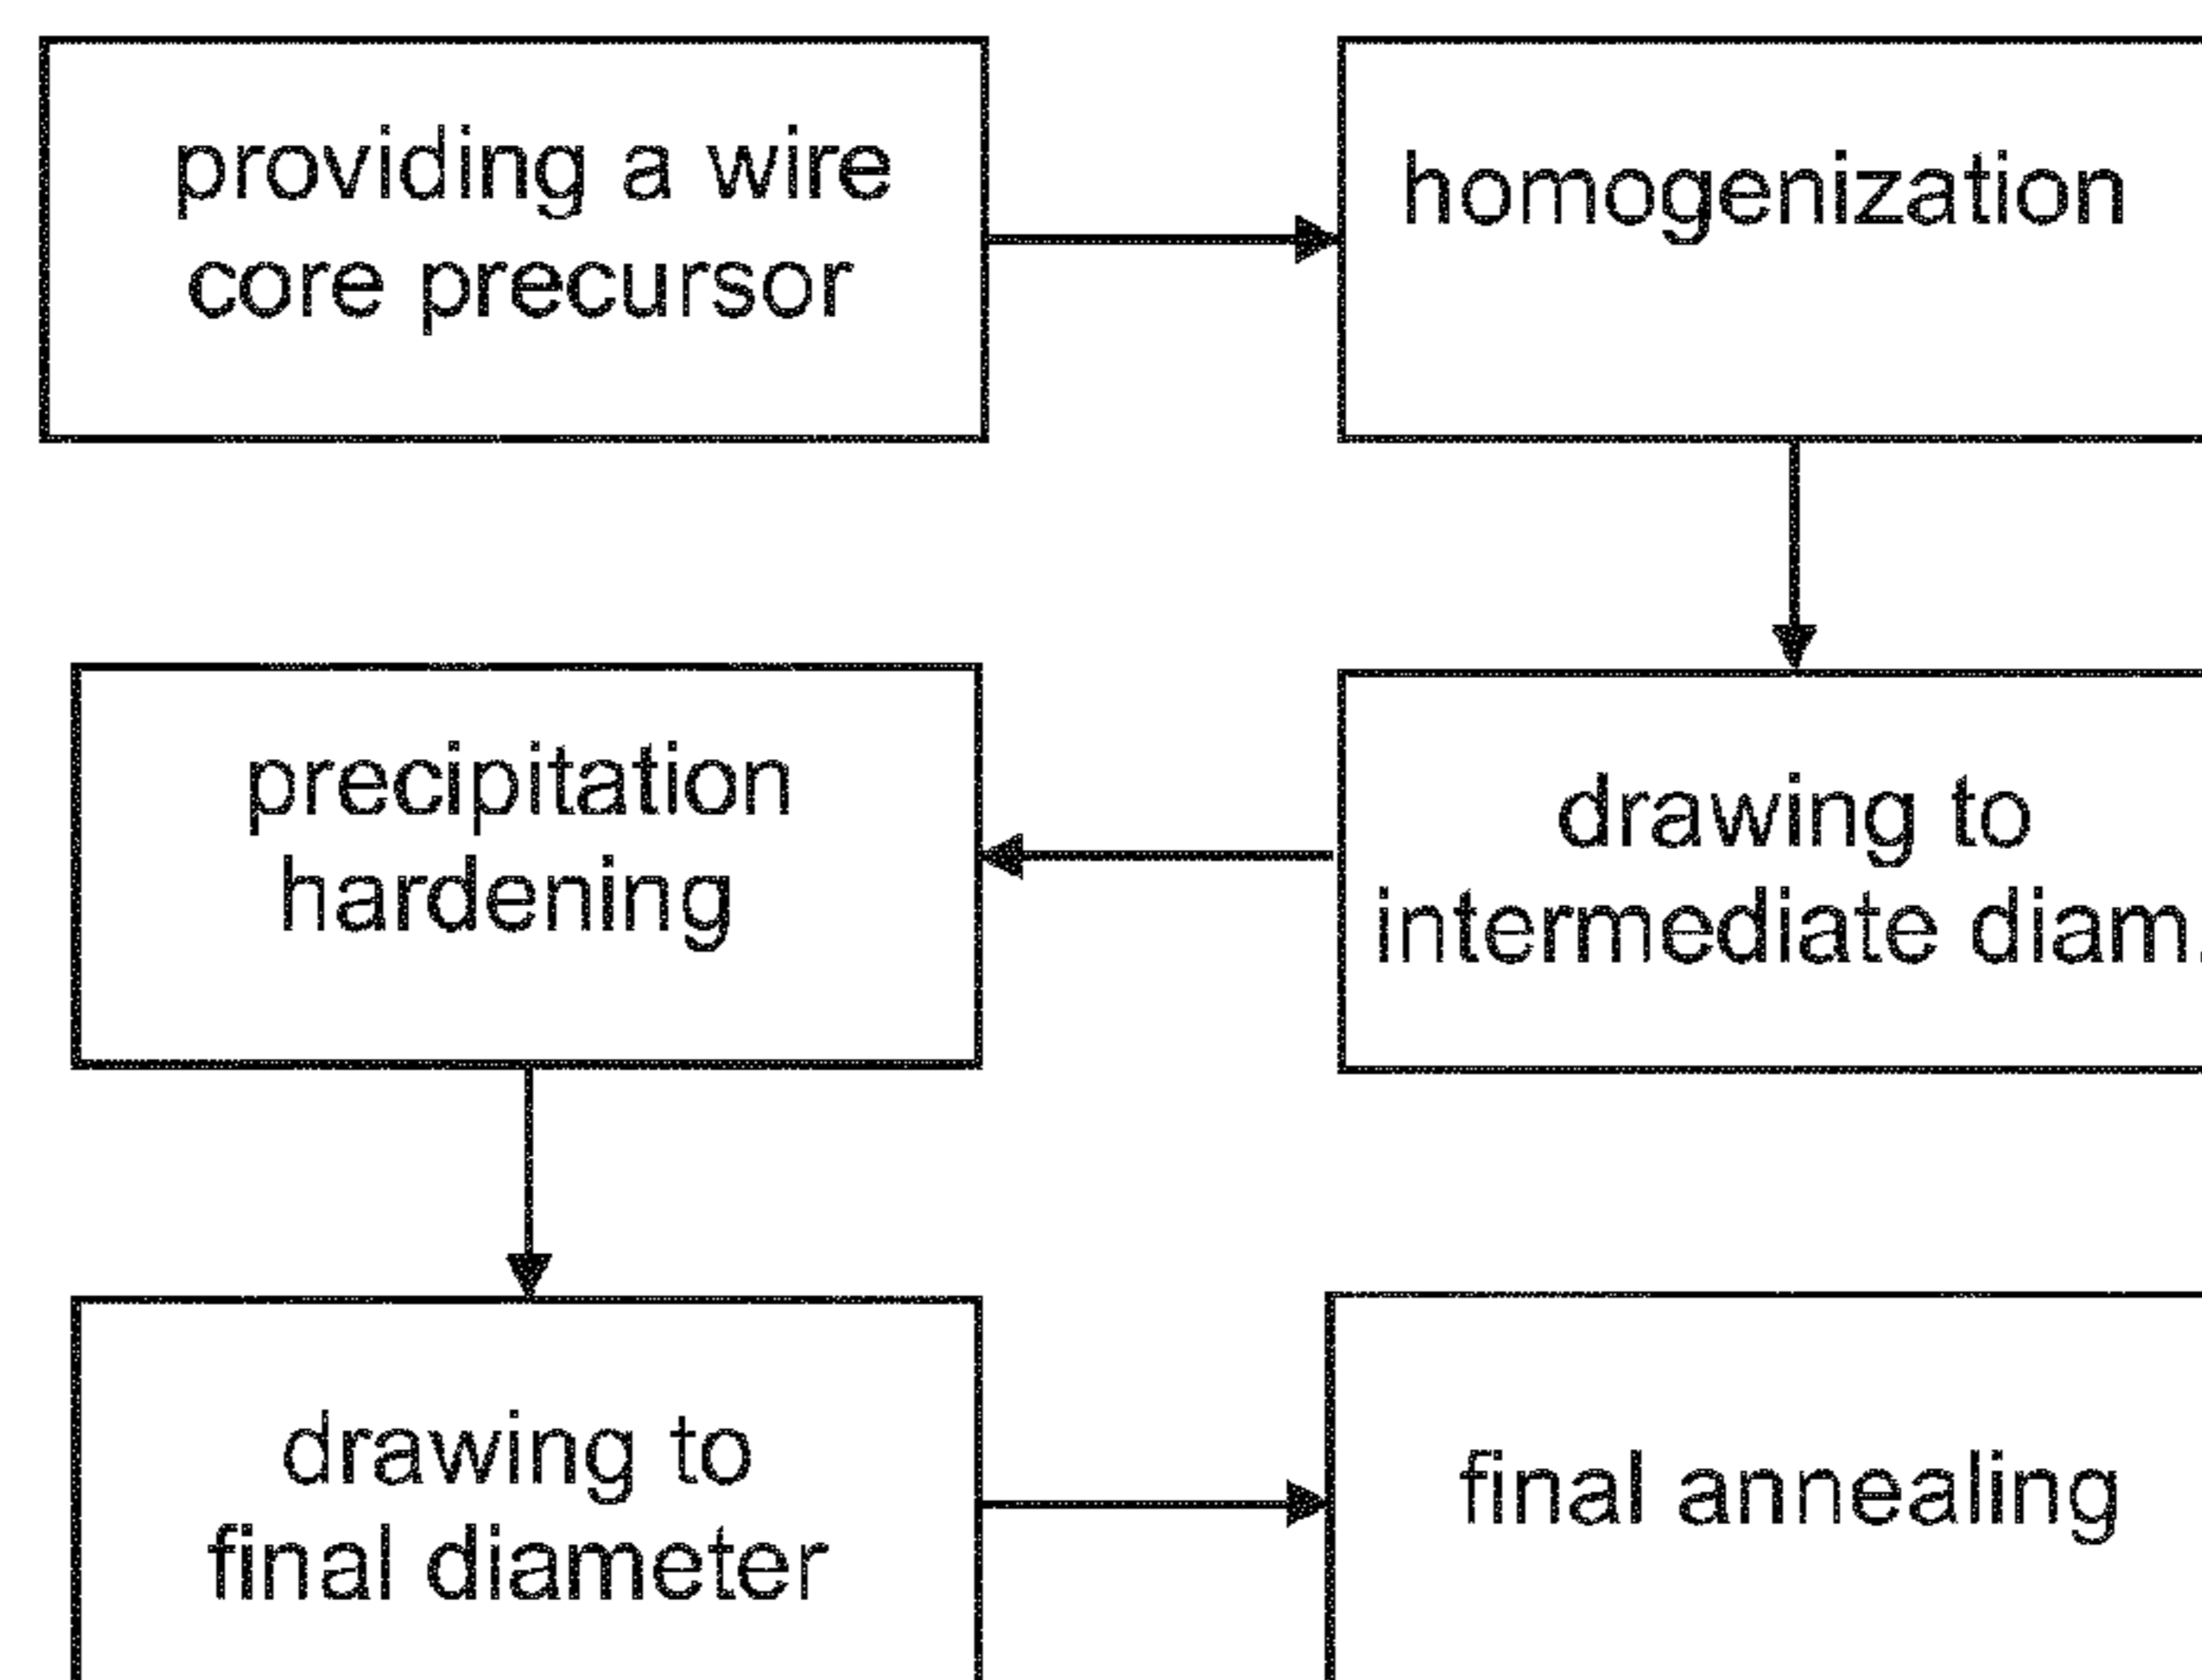 providing a wire
core precursor
homogenization
drawing to
intermediate diam.
precipitation
hardening
drawing to
final diameter
final annealing